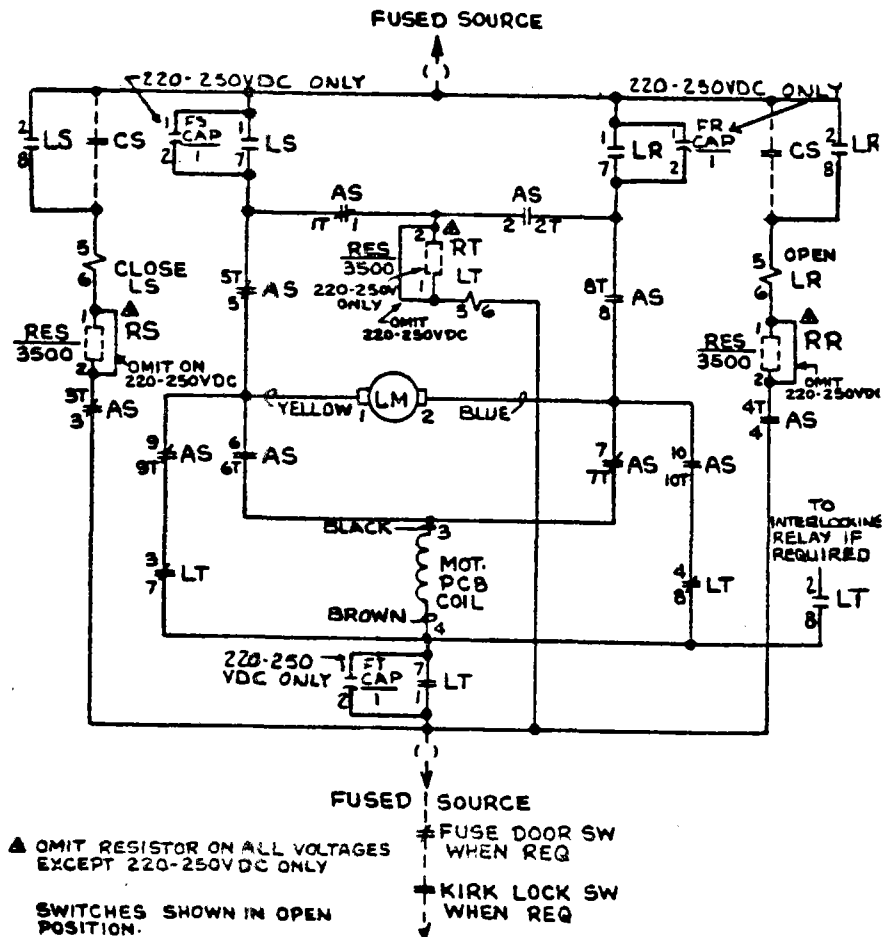 FUSED SOURCE
( )
220-250VDC ONLY
220-250VDC ONLY
2
8
LS
CS
1
2
FS
CAP
1
1
7
LS
1
7
LR
1
2
FR
CAP
1
CS
2
8
LR
AS
1T 1
AS
2 2T
5
6
CLOSE
LS
RES
3500
2
1
RT
LT
220-250V
ONLY
5 6
OMIT
220-250VDC
5T
5
AS
8T
8
AS
5
6
OPEN
LR
RES
3500
1
2
RS
OMIT ON
220-250VDC
RES
3500
1
2
RR
OMIT
220-250VDC
3T
3
AS
YELLOW
1
LM
2
BLUE
4T
4
AS
9
9T
AS
6
6T
AS
7
7T
AS
10
10T
AS
BLACK
3
MOT.
PCB
COIL
BROWN
4
3
7
LT
4
8
LT
TO
INTERLOCKING
RELAY IF
REQUIRED
2
8
LT
220-250
VDC ONLY
1
2
FT
CAP
1
7
1
LT
( )
FUSED SOURCE
FUSE DOOR SW
WHEN REQ
KIRK LOCK SW
WHEN REQ
▲ OMIT RESISTOR ON ALL VOLTAGES
EXCEPT 220-250VDC ONLY
SWITCHES SHOWN IN OPEN
POSITION.